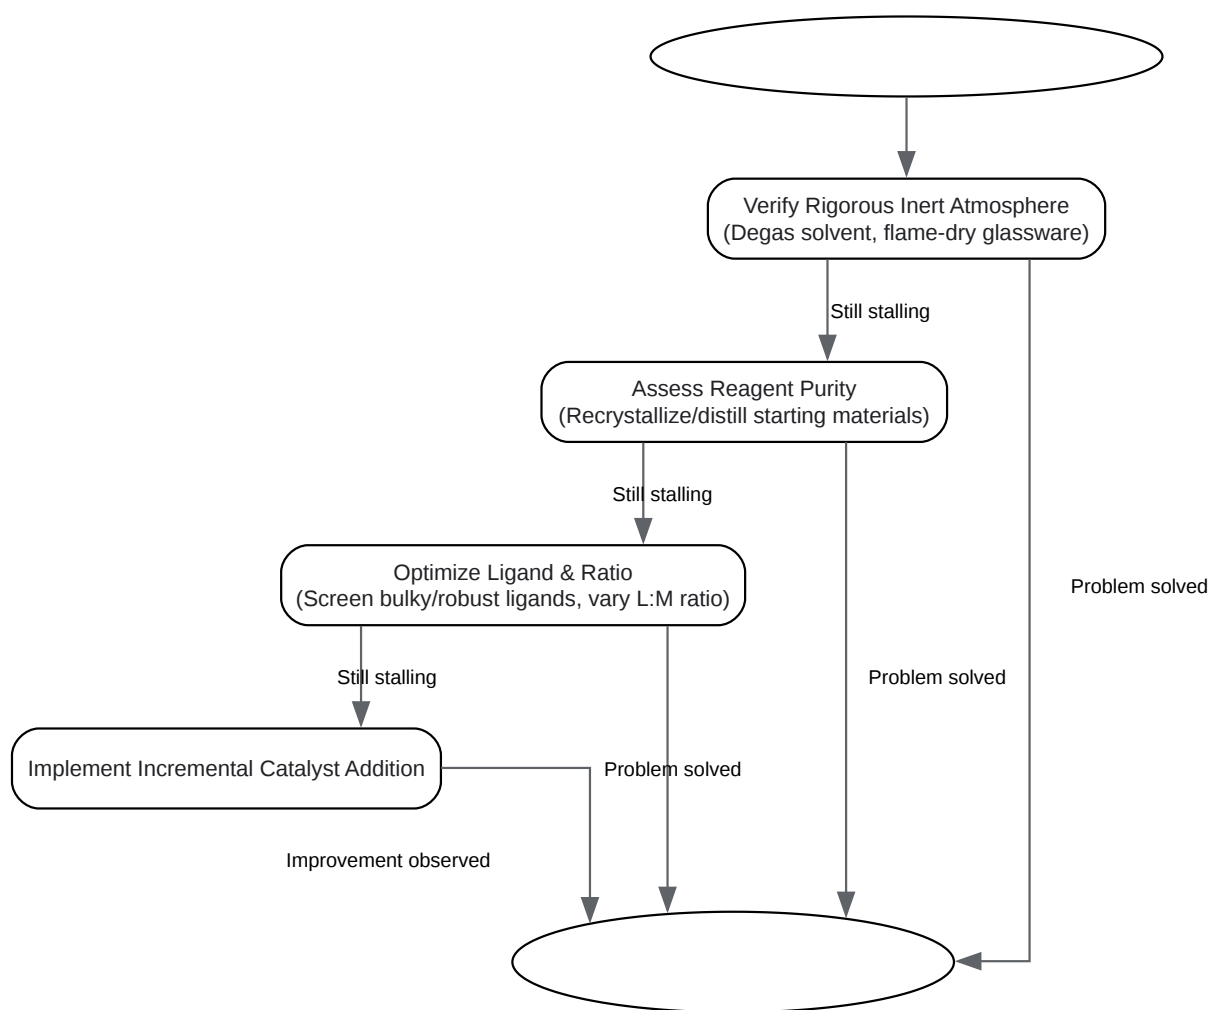 Verify Rigorous Inert Atmosphere
(Degas solvent, flame-dry glassware)
Still stalling
Assess Reagent Purity
(Recrystallize/distill starting materials)
Still stalling
Optimize Ligand & Ratio
(Screen bulky/robust ligands, vary L:M ratio)
Problem solved
Still stalling
Problem solved
Implement Incremental Catalyst Addition
Problem solved
Improvement observed